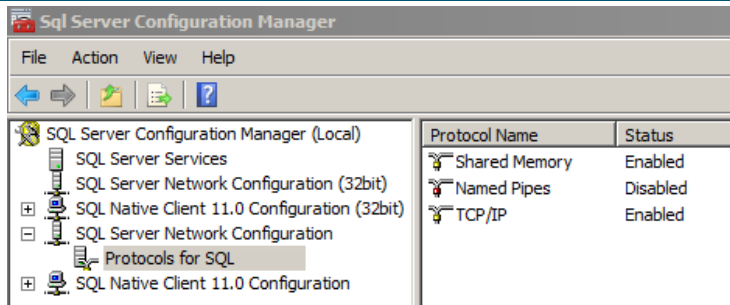 Sql Server Configuration Manager
File Action View Help
SQL Server Configuration Manager (Local)
SQL Server Services
SQL Server Network Configuration (32bit)
SQL Native Client 11.0 Configuration (32bit)
SQL Server Network Configuration
Protocols for SQL
SQL Native Client 11.0 Configuration
Protocol Name Status
Shared Memory Enabled
Named Pipes Disabled
TCP/IP Enabled